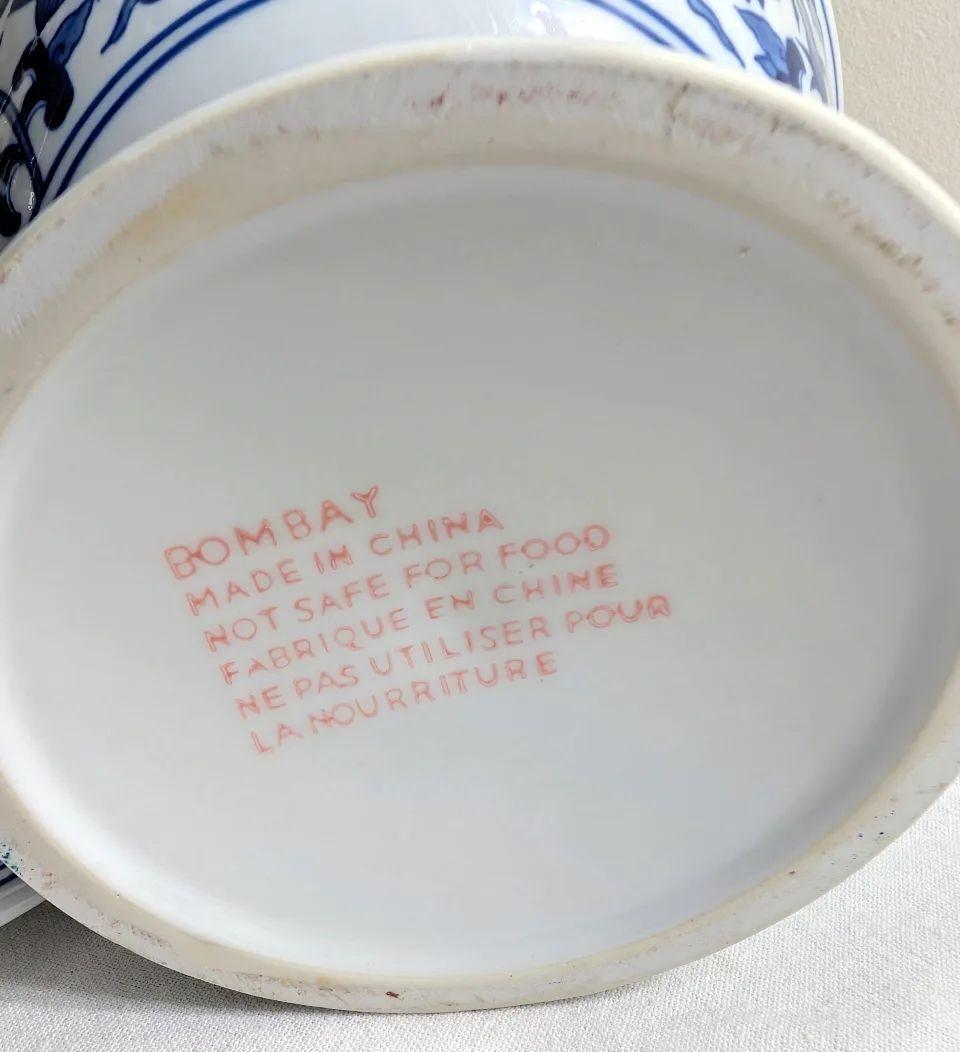 BOMBAY
MADE IN CHINA
NOT SAFE FOR FOOD
FABRIQUE EN CHINE
NE PAS UTILISER POUR
LA NOURRITURE